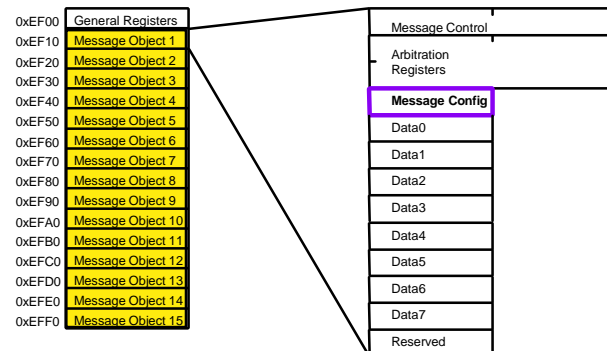 0xEF00 General Registers
0xEF10 Message Object 1
0xEF20 Message Object 2
0xEF30 Message Object 3
0xEF40 Message Object 4
0xEF50 Message Object 5
0xEF60 Message Object 6
0xEF70 Message Object 7
0xEF80 Message Object 8
0xEF90 Message Object 9
0xEFA0 Message Object 10
0xEFB0 Message Object 11
0xEFC0 Message Object 12
0xEFD0 Message Object 13
0xEFE0 Message Object 14
0xEFF0 Message Object 15
Message Control
Arbitration
Registers
Message Config
Data0
Data1
Data2
Data3
Data4
Data5
Data6
Data7
Reserved